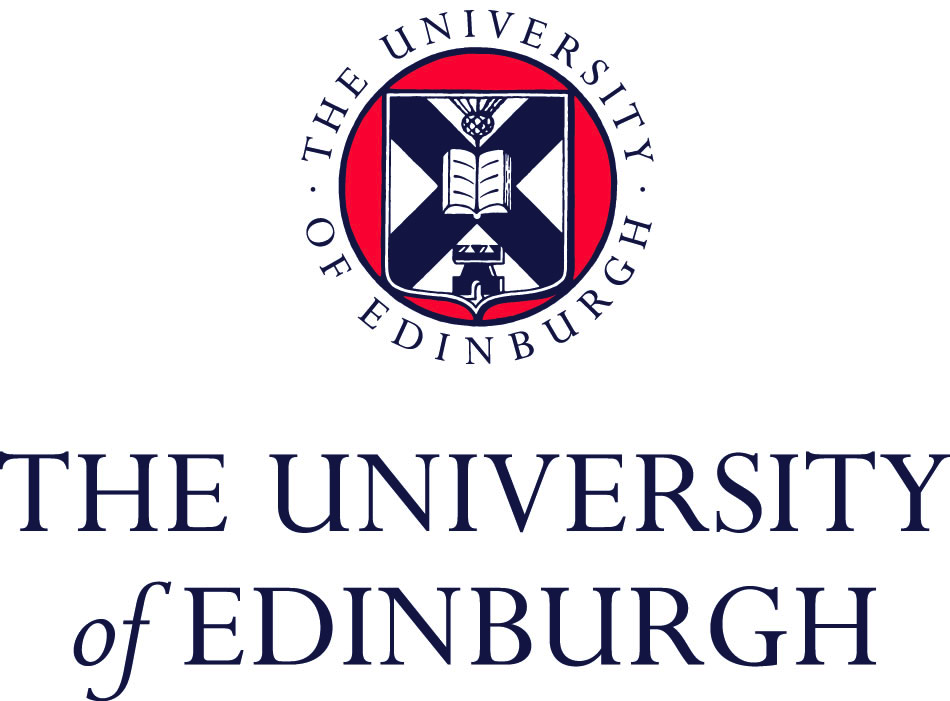 · THE UNIVERSITY ·
OF EDINBURGH
THE UNIVERSITY
of EDINBURGH